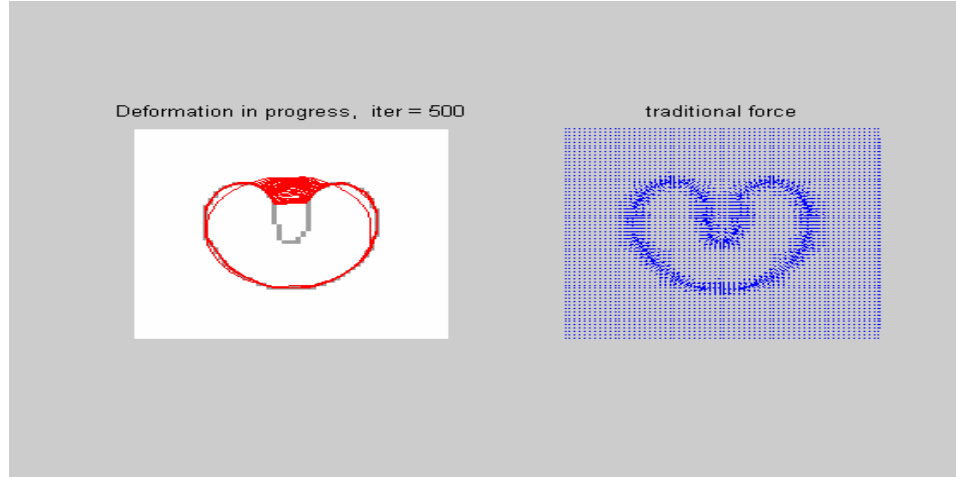 Deformation in progress,  iter = 500
traditional force